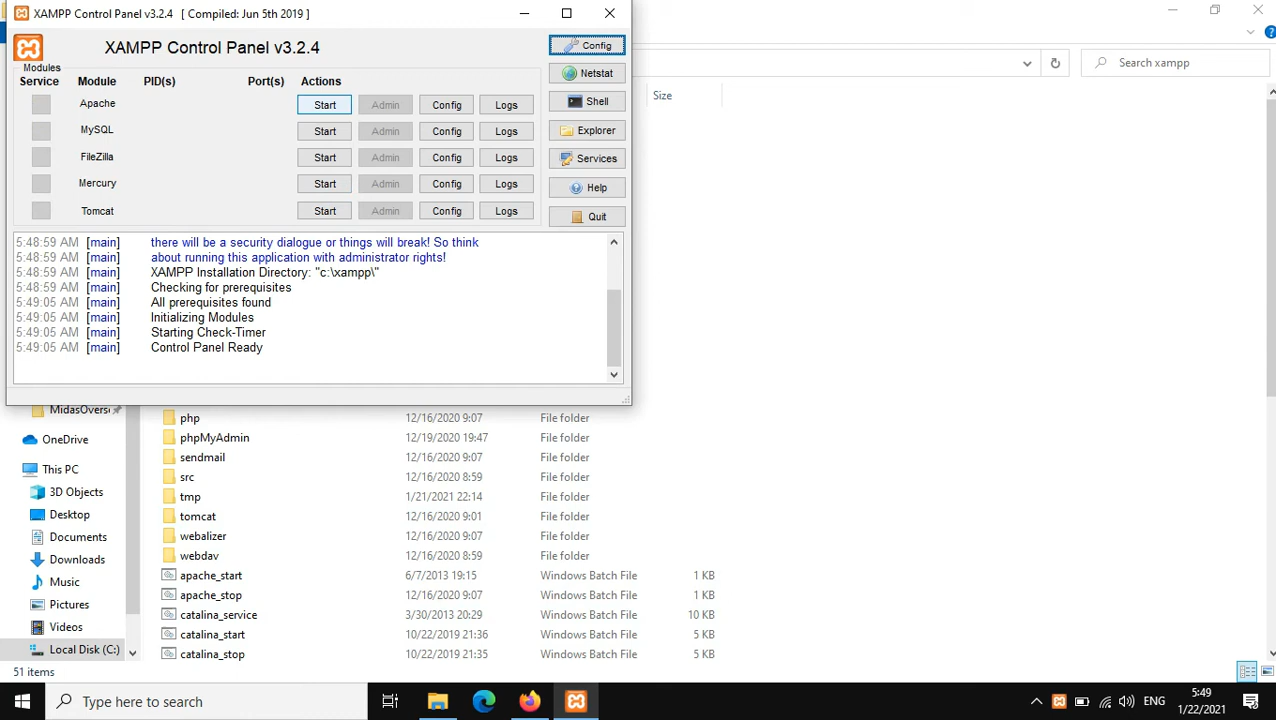 XAMPP Control Panel v3.2.4 [ Compiled: Jun 5th 2019 ]
XAMPP Control Panel v3.2.4
Config
Modules
Service Module PID(s) Port(s) Actions
Netstat
Apache Start Admin Config Logs
Shell
MySQL Start Admin Config Logs
Explorer
FileZilla Start Admin Config Logs
Services
Mercury Start Admin Config Logs
Help
Tomcat Start Admin Config Logs
Quit
5:48:59 AM [main] there will be a security dialogue or things will break! So think
5:48:59 AM [main] about running this application with administrator rights!
5:48:59 AM [main] XAMPP Installation Directory: "c:\xampp\"
5:48:59 AM [main] Checking for prerequisites
5:49:05 AM [main] All prerequisites found
5:49:05 AM [main] Initializing Modules
5:49:05 AM [main] Starting Check-Timer
5:49:05 AM [main] Control Panel Ready
Search xampp
Size
MidasOvers
OneDrive
This PC
3D Objects
Desktop
Documents
Downloads
Music
Pictures
Videos
Local Disk (C:)
php 12/16/2020 9:07 File folder
phpMyAdmin 12/19/2020 19:47 File folder
sendmail 12/16/2020 9:07 File folder
src 12/16/2020 8:59 File folder
tmp 1/21/2021 22:14 File folder
tomcat 12/16/2020 9:01 File folder
webalizer 12/16/2020 9:07 File folder
webdav 12/16/2020 8:59 File folder
apache_start 6/7/2013 19:15 Windows Batch File 1 KB
apache_stop 12/16/2020 9:07 Windows Batch File 1 KB
catalina_service 3/30/2013 20:29 Windows Batch File 10 KB
catalina_start 10/22/2019 21:36 Windows Batch File 5 KB
catalina_stop 10/22/2019 21:35 Windows Batch File 5 KB
51 items
Type here to search
ENG
5:49
1/22/2021